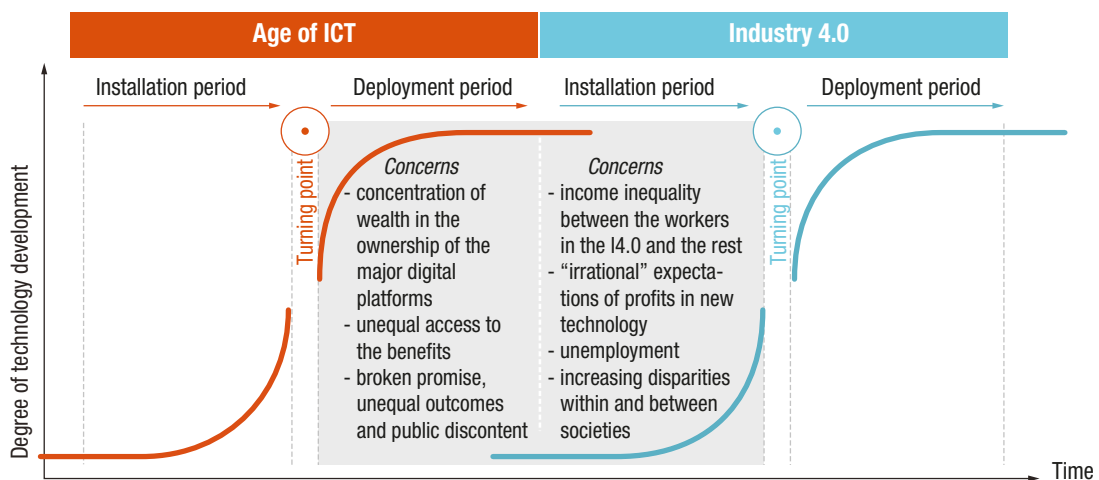 Age of ICT
Industry 4.0
Installation period
Deployment period
Installation period
Deployment period
Degree of technology development
Turning point
Concerns
- concentration of
wealth in the
ownership of the
major digital
platforms
- unequal access to
the benefits
- broken promise,
unequal outcomes
and public discontent
Concerns
- income inequality
between the workers
in the I4.0 and the rest
- “irrational” expecta-
tions of profits in new
technology
- unemployment
- increasing disparities
within and between
societies
Turning point
Time